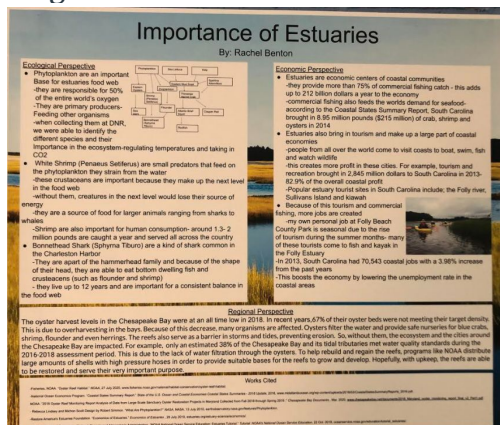 Importance of Estuaries
By: Rachel Benton
Ecological Perspective
● Phytoplankton are an important
Base for estuaries food web
-they are responsible for 50%
of the entire world's oxygen
-They are primary producers-
Feeding other organisms
-when collecting them at DNR,
we were able to identify the
different species and their
Importance in the ecosystem-regulating temperatures and taking in
CO2
● White Shrimp (Penaeus Setiferus) are small predators that feed on
the phytoplankton they strain from the water
-these crustaceans are important because they make up the next level
in the food web
-without them, creatures in the next level would lose their source of
energy
-they are a source of food for larger animals ranging from sharks to
whales
-Shrimp are also important for human consumption- around 1.3- 2
million pounds are caught a year and served all across the country
● Bonnethead Shark (Sphyrna Tiburo) are a kind of shark common in
the Charleston Harbor
-They are apart of the hammerhead family and because of the shape
of their head, they are able to eat bottom dwelling fish and
crusteacens (such as founder and shrimp)
- they live up to 12 years and are important for a consistent balance in
the food web
Economic Perspective
● Estuaries are economic centers of coastal communities
-they provide more than 75% of commercial fishing catch - this adds
up to 212 billion dollars a year to the economy
-commercial fishing also feeds the worlds demand for seafood-
according to the Coastal States Summary Report, South Carolina
brought in 8.95 million pounds ($215 million) of crab, shrimp and
oysters in 2014
● Estuaries also bring in tourism and make up a large part of coastal
economies
-people from all over the world come to visit coasts to boat, swim, fish
and watch wildlife
-this creates more profit in these cities. For example, tourism and
recreation brought in 2,845 million dollars to South Carolina in 2013-
82.9% of the overall coastal profit
-Popular estuary tourist sites in South Carolina include; the Folly river,
Sullivans Island and kiawah
● Because of this tourism and commercial
fishing, more jobs are created
-my own personal job at Folly Beach
County Park is seasonal due to the rise
of tourism during the summer months- many
of these tourists come to fish and kayak in
the Folly Estuary
-In 2013, South Carolina had 70,543 coastal jobs with a 3.98% increase
from the past years
-This boosts the economy by lowering the unemployment rate in the
coastal areas
Regional Perspective
The oyster harvest levels in the Chesapeake Bay were at an all time low in 2018. In recent years,67% of their oyster beds were not meeting their target density.
This is due to overharvesting in the bays. Because of this decrease, many organisms are affected. Oysters filter the water and provide safe nurseries for blue crabs,
shrimp, flounder and even herrings. The reefs also serve as a barrier in storms and tides, preventing erosion. So, without them, the ecosystem and the cities around
the Chesapeake Bay are impacted. For example, only an estimated 38% of the Chesapeake Bay and its tidal tributaries met water quality standards during the
2016-2018 assessment period. This is due to the lack of water filtration through the oysters. To help rebuild and regain the reefs, programs like NOAA distribute
large amounts of shells with high pressure hoses in order to provide suitable bases for the reefs to grow and develop. Hopefully, with upkeep, the reefs are able
to be restored and serve their very important purpose.
Works Cited